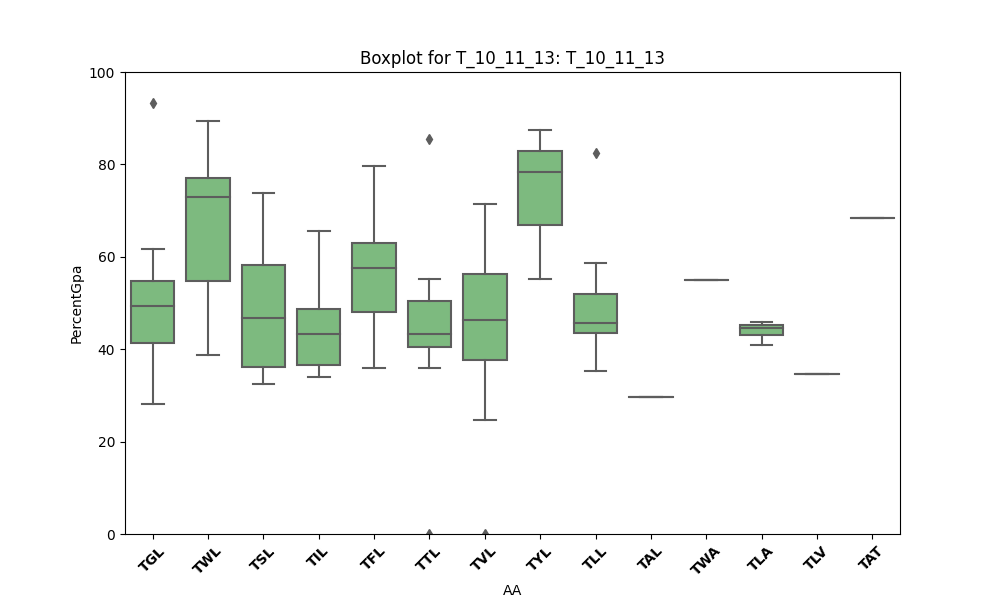 Boxplot for T_10_11_13: T_10_11_13
100
80
60
40
20
0
PercentGpa
TGL TWL TSL TIL TFL TTL TVL TYL TLL TAL TWA TLA TLV TAT
AA